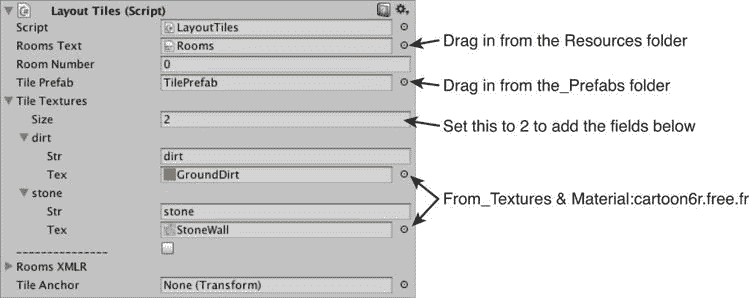 Layout Tiles (Script)
Script LayoutTiles
Rooms Text Rooms Drag in from the Resources folder
Room Number 0
Tile Prefab TilePrefab Drag in from the_Prefabs folder
Tile Textures
Size 2 Set this to 2 to add the fields below
dirt
Str dirt
Tex GroundDirt
From_Textures & Material:cartoon6r.free.fr
stone
Str stone
Tex StoneWall
---------------
Rooms XMLR
Tile Anchor None (Transform)